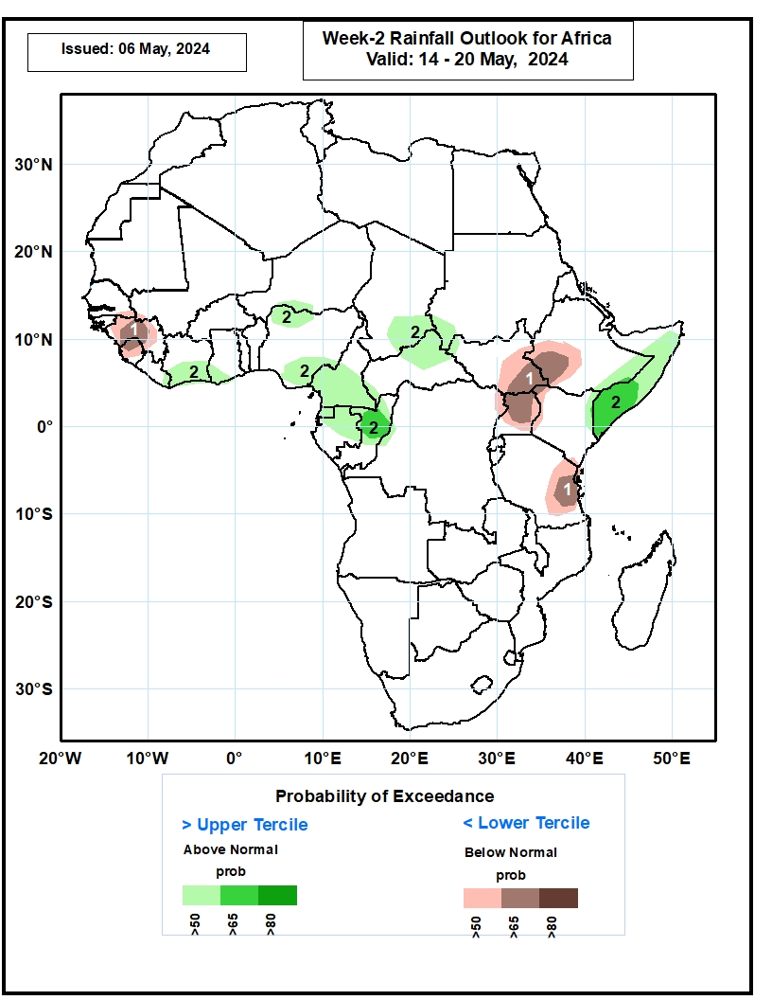 Issued: 06 May, 2024
Week-2 Rainfall Outlook for Africa
Valid: 14 - 20 May, 2024
30°N
20°N
10°N
0°
10°S
20°S
30°S
1
2
2
2
2
2
1
2
1
20°W
10°W
0°
10°E
20°E
30°E
40°E
50°E
Probability of Exceedance
> Upper Tercile
< Lower Tercile
Above Normal
Below Normal
prob
prob
>50
>65
>80
>50
>65
>80